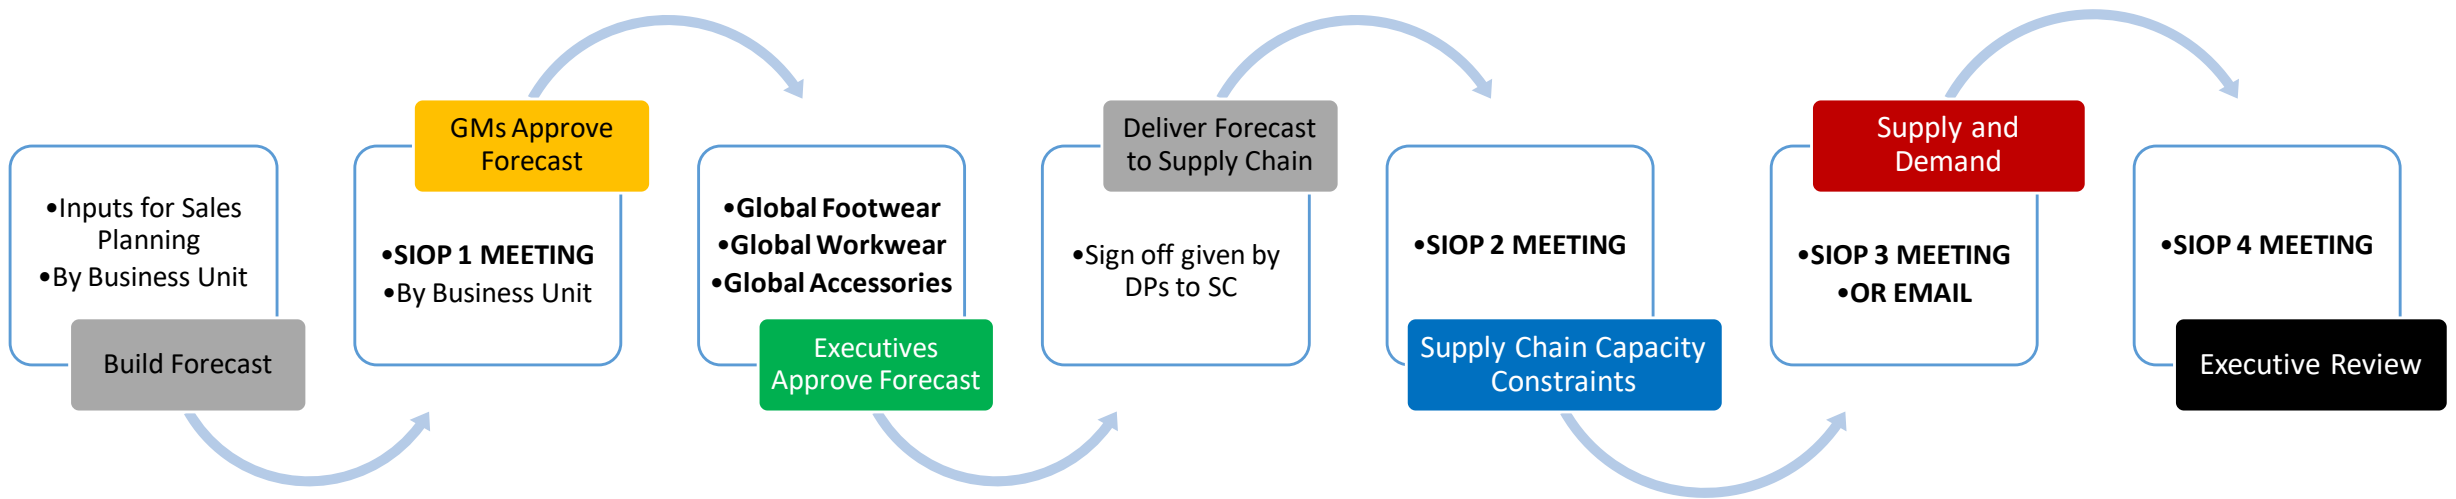 •Inputs for Sales
Planning
•By Business Unit
Build Forecast
GMs Approve
Forecast
•SIOP 1 MEETING
•By Business Unit
•Global Footwear
•Global Workwear
•Global Accessories
Executives
Approve Forecast
Deliver Forecast
to Supply Chain
•Sign off given by
DPs to SC
•SIOP 2 MEETING
Supply Chain Capacity
Constraints
Supply and
Demand
•SIOP 3 MEETING
•OR EMAIL
•SIOP 4 MEETING
Executive Review